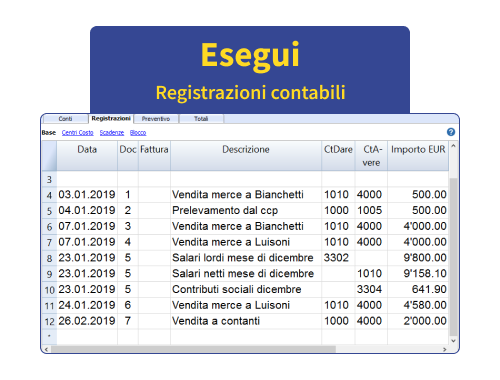 Esegui
Registrazioni contabili
Conti Registrazioni Preventivo Totali
Base Centri Costo Scadenze Blocco ?
Data Doc Fattura Descrizione CtDare CtA-vere Importo EUR
3
4 03.01.2019 1 Vendita merce a Bianchetti 1010 4000 500.00
5 04.01.2019 2 Prelevamento dal ccp 1000 1005 500.00
6 07.01.2019 3 Vendita merce a Bianchetti 1010 4000 4'000.00
7 07.01.2019 4 Vendita merce a Luisoni 1010 4000 4'000.00
8 23.01.2019 5 Salari lordi mese di dicembre 3302 9'800.00
9 23.01.2019 5 Salari netti mese di dicembre 1010 9'158.10
10 23.01.2019 5 Contributi sociali dicembre 3304 641.90
11 24.01.2019 6 Vendita merce a Luisoni 1010 4000 4'580.00
12 26.02.2019 7 Vendita a contanti 1000 4000 2'000.00
*